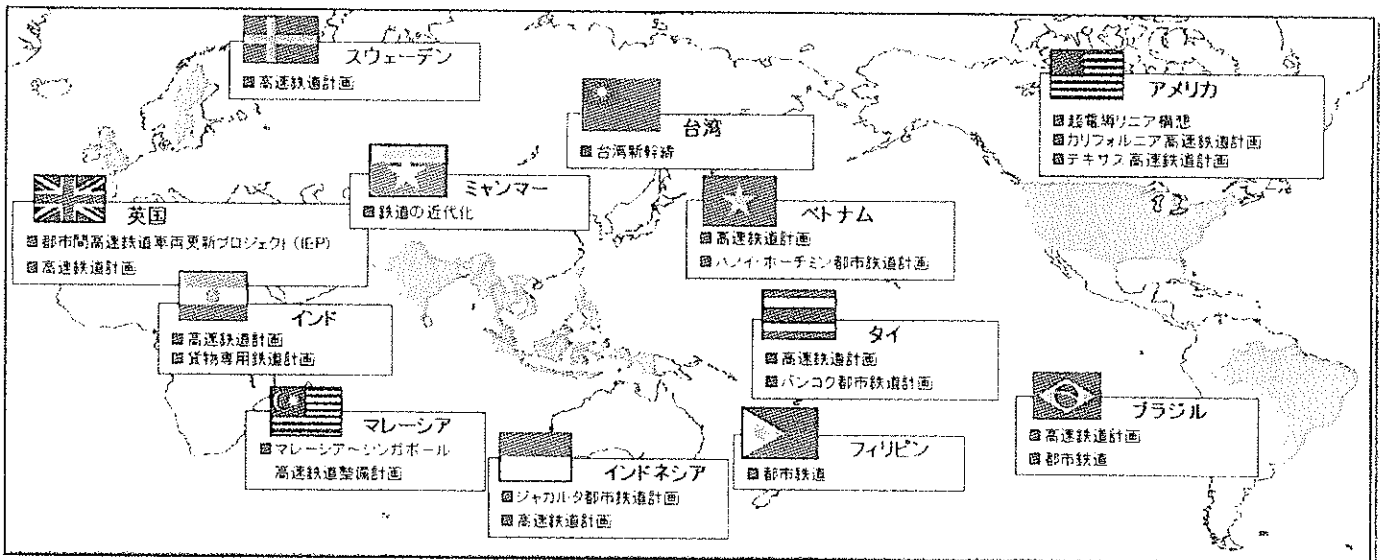 スウェーデン
高速鉄道計画
台湾
台湾新幹線
アメリカ
超電導リニア構想
カリフォルニア高速鉄道計画
テキサス高速鉄道計画
ミャンマー
鉄道の近代化
英国
都市間高速鉄道車両更新プロジェクト(IEP)
高速鉄道計画
ベトナム
高速鉄道計画
ハノイ・ホーチミン都市鉄道計画
インド
高速鉄道計画
貨物専用鉄道計画
タイ
高速鉄道計画
バンコク都市鉄道計画
マレーシア
マレーシア～シンガポール
高速鉄道整備計画
インドネシア
ジャカルタ都市鉄道計画
高速鉄道計画
フィリピン
都市鉄道
ブラジル
高速鉄道計画
都市鉄道